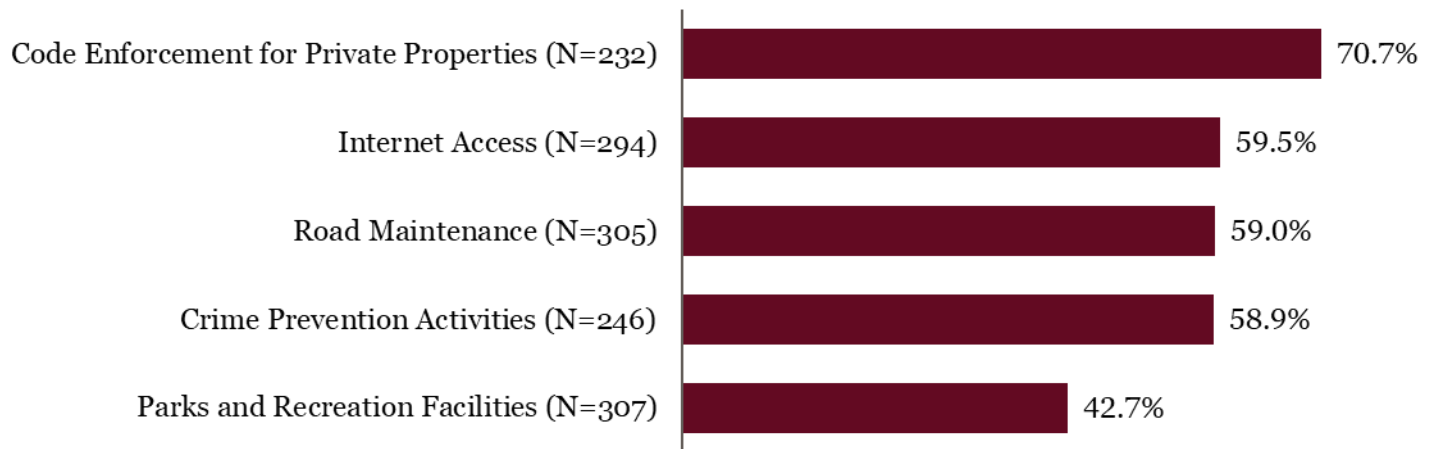 Code Enforcement for Private Properties (N=232) 70.7%
Internet Access (N=294) 59.5%
Road Maintenance (N=305) 59.0%
Crime Prevention Activities (N=246) 58.9%
Parks and Recreation Facilities (N=307) 42.7%